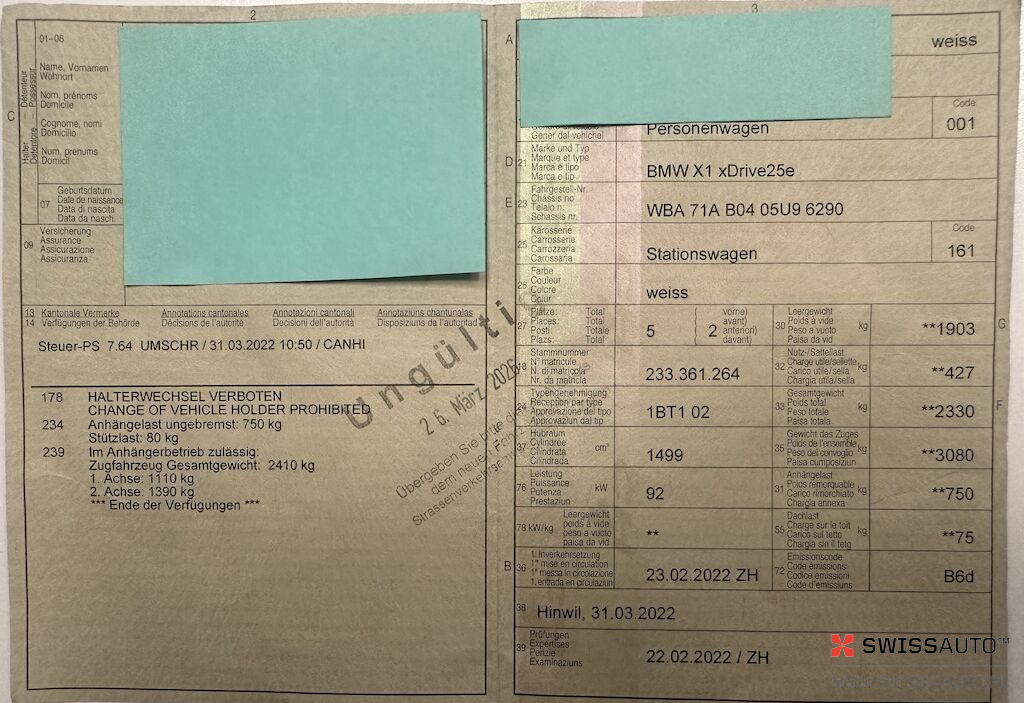 2
01–06
C
Halter – Détenteur
Detentore – Possessur
Name, Vornamen
Wohnort
Nom, prénoms
Domicile
Cognome, nomi
Domicilio
Num, prenums
Domicil
07
Geburtsdatum
Date de naissance
Data di nascita
Data da nasch.
09
Versicherung
Assurance
Assicurazione
Assicuranza
13 Kantonale Vermerke Annotations cantonales Annotazioni cantonali Annotaziuns chantunalas
14 Verfügungen der Behörde Décisions de l'autorité Decisioni dell'autorità Disposiziuns da l'autoritad
Steuer-PS 7.64 UMSCHR / 31.03.2022 10:50 / CANHI
178 HALTERWECHSEL VERBOTEN
CHANGE OF VEHICLE HOLDER PROHIBITED
234 Anhängelast ungebremst: 750 kg
Stützlast: 80 kg
239 Im Anhängerbetrieb zulässig:
Zugfahrzeug Gesamtgewicht: 2410 kg
1. Achse: 1110 kg
2. Achse: 1390 kg
*** Ende der Verfügungen ***
Ungülti
26. März 2026
Übergeben Sie bitte die
dem neuen
3
A
weiss
Gener dal vehichel
Personenwagen
Code
001
D 21
Marke und Typ
Marque et type
Marca e tipo
Marca e tip
BMW X1 xDrive25e
E 23
Fahrgestell-Nr.
Châssis no
Telaio n.
Schassis nr.
WBA 71A B04 05U9 6290
25
Karosserie
Carrosserie
Carrozzeria
Carossaria
Stationswagen
Code
161
26
Farbe
Couleur
Colore
Colur
weiss
27
Plätze: Total
Places: Total
Posti: Totale
Plazs: Total
5
( vorne)
avant)
2 anteriori)
( davant)
30
Leergewicht
Poids à vide
Peso a vuoto
Paisa da vid
kg
**1903
G
18
Stammnummer
N° matricule
N. di matricola
Nr. da matricla
233.361.264
32
Nutz-/Sattellast
Charge utile/sellette
Carico utile/sella
Chargia utila/sella
kg
**427
24
Typengenehmigung
Réception par type
Approvazione del tipo
Approvaziun dal tip
1BT1 02
33
Gesamtgewicht
Poids total
Peso totale
Paisa totala
kg
**2330
F
37
Hubraum
Cylindrée
Cilindrata
Cilindrada
cm³
1499
35
Gewicht des Zuges
Poids de l'ensemble
Peso del convoglio
Paisa cumposiziun
kg
**3080
76
Leistung
Puissance
Potenza
Prestaziun
kW
92
31
Anhängelast
Poids remorquable
Carico rimorchiato
Chargia annexa
kg
**750
78 kW/kg
Leergewicht
poids à vide
peso a vuoto
paisa da vid
**
55
Dachlast
Charge sur le toit
Carico sul tetto
Chargia sin il tetg
kg
**75
B 36
1. Inverkehrsetzung
1re mise en circulation
1a messa in circolazione
1. entrada en circulaziun
23.02.2022 ZH
72
Emissionscode
Code émissions
Codice emissioni
Code d'emissiuns
B6d
38
Hinwil, 31.03.2022
39
Prüfungen
Expertises
Perizie
Examinaziuns
22.02.2022 / ZH
SWISSAUTO™